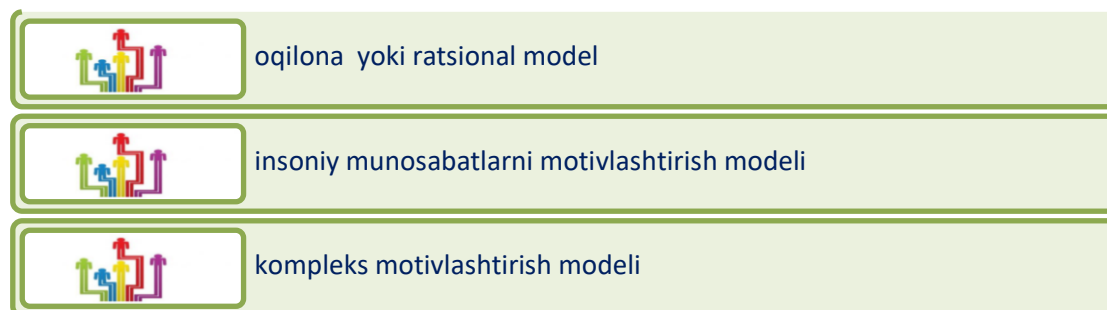 oqilona yoki ratsional model
insoniy munosabatlarni motivlashtirish modeli
kompleks motivlashtirish modeli